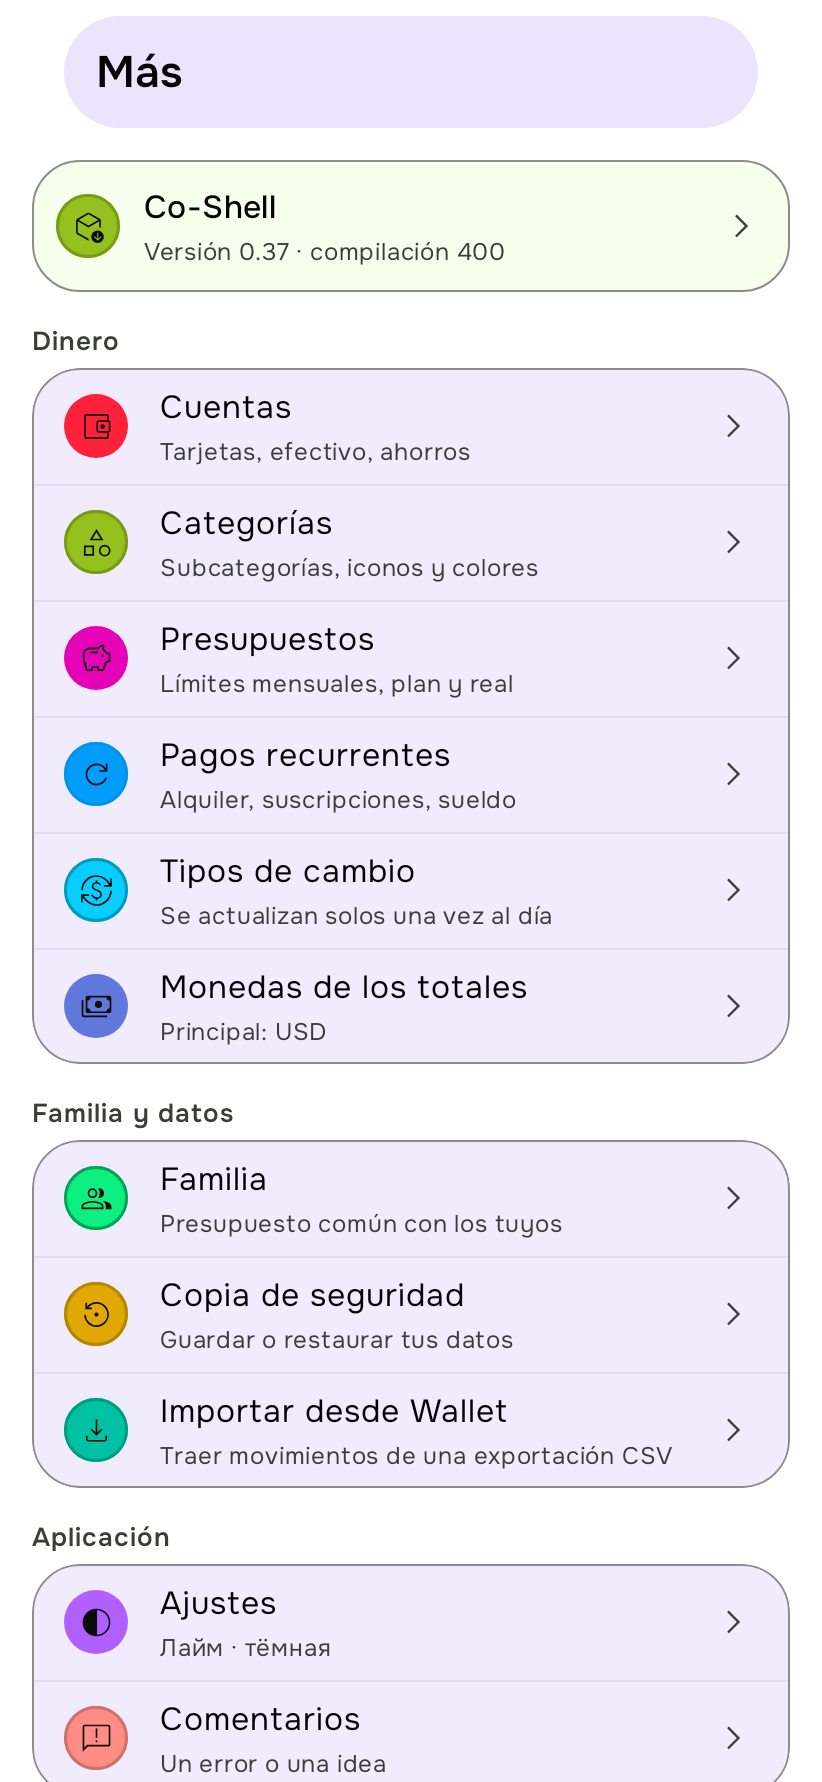 Más
Co-Shell
Versión 0.37 · compilación 400
Dinero
Cuentas
Tarjetas, efectivo, ahorros
Categorías
Subcategorías, iconos y colores
Presupuestos
Límites mensuales, plan y real
Pagos recurrentes
Alquiler, suscripciones, sueldo
Tipos de cambio
Se actualizan solos una vez al día
Monedas de los totales
Principal: USD
Familia y datos
Familia
Presupuesto común con los tuyos
Copia de seguridad
Guardar o restaurar tus datos
Importar desde Wallet
Traer movimientos de una exportación CSV
Aplicación
Ajustes
Лайм · тёмная
Comentarios
Un error o una idea